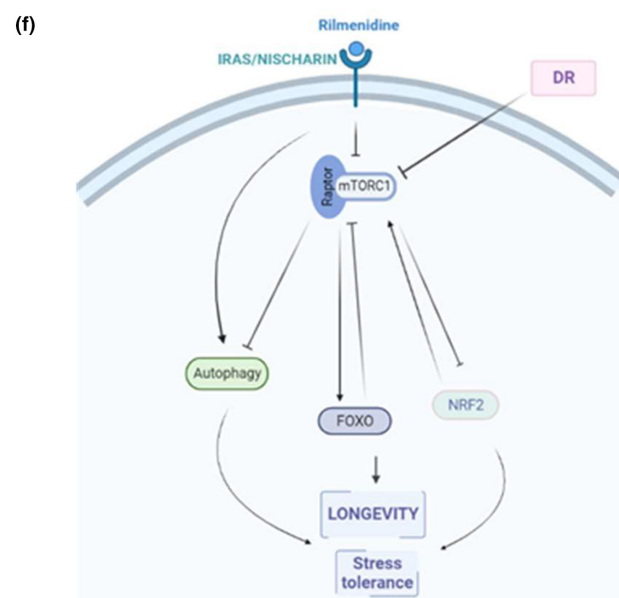 (f)
Rilmenidine
IRAS/NISCHARIN
DR
Raptor
mTORC1
Autophagy
FOXO
NRF2
LONGEVITY
Stress
tolerance